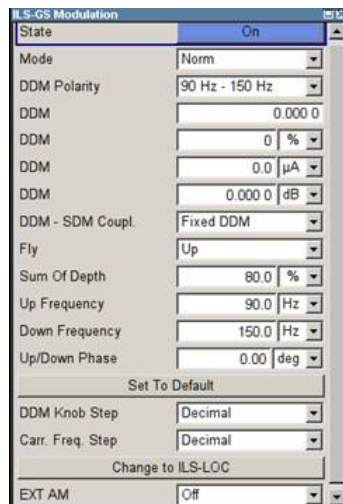 ILS-GS Modulation
State On
Mode Norm
DDM Polarity 90 Hz - 150 Hz
DDM 0.000 0
DDM 0 %
DDM 0.0 µA
DDM 0.000 0 dB
DDM - SDM Coupl. Fixed DDM
Fly Up
Sum Of Depth 80.0 %
Up Frequency 90.0 Hz
Down Frequency 150.0 Hz
Up/Down Phase 0.00 deg
Set To Default
DDM Knob Step Decimal
Carr. Freq. Step Decimal
Change to ILS-LOC
EXT AM Off